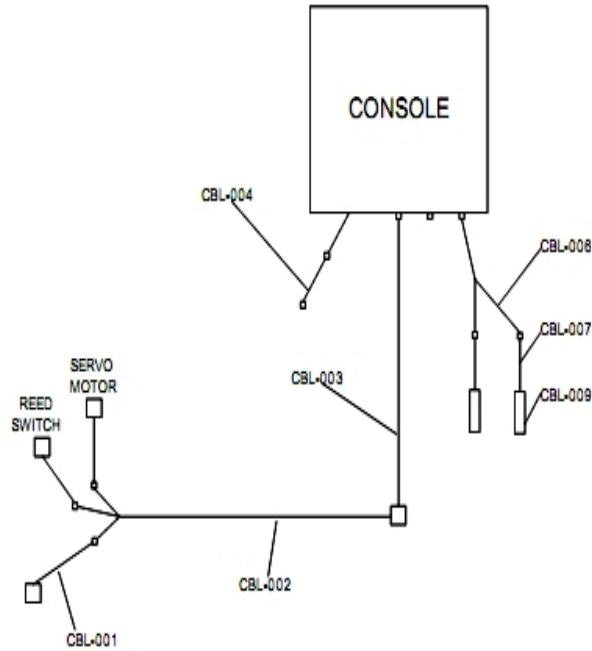 CONSOLE
CBL-004
CBL-008
CBL-007
CBL-003
CBL-009
SERVO
MOTOR
REED
SWITCH
CBL-002
CBL-001